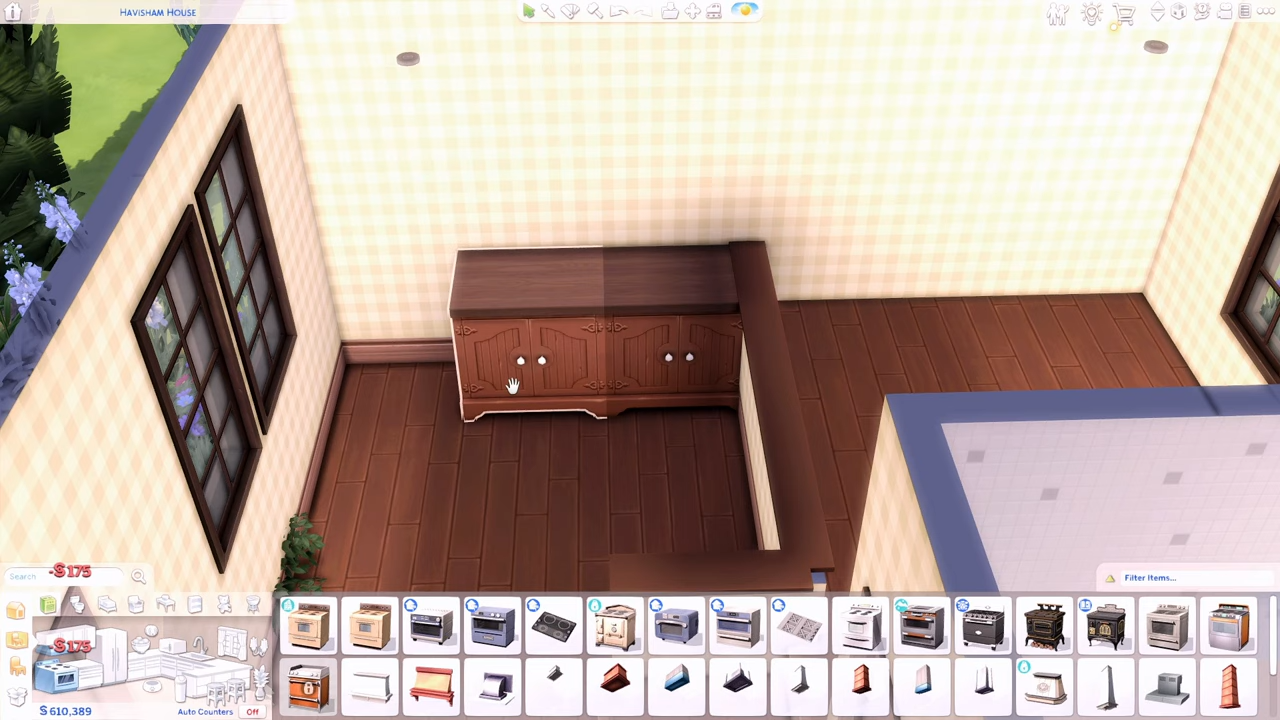 Havisham House
Search
-§175
-§175
§610,389
Auto Counters
Off
Filter Items...